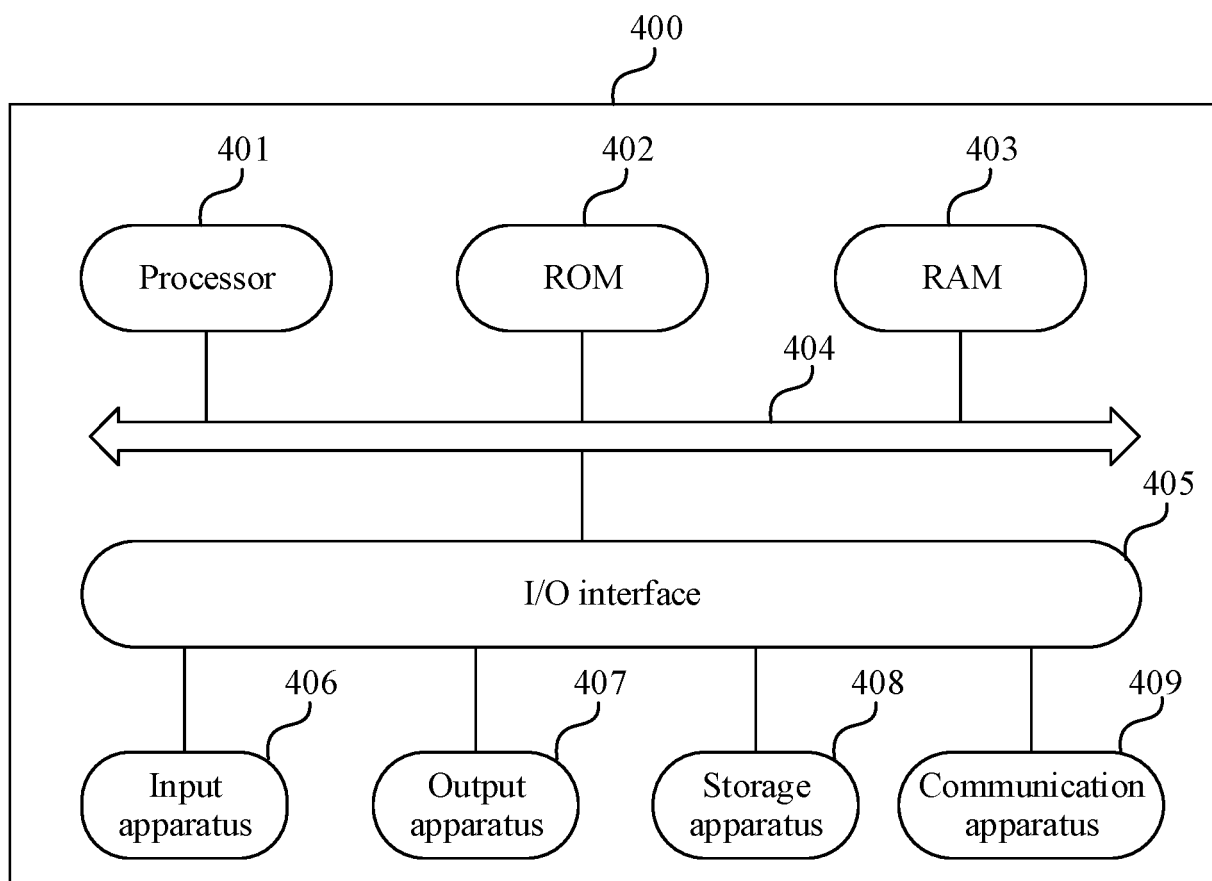 400
401
402
403
Processor
ROM
RAM
404
405
I/O interface
406
407
408
409
Input
apparatus
Output
apparatus
Storage
apparatus
Communication
apparatus